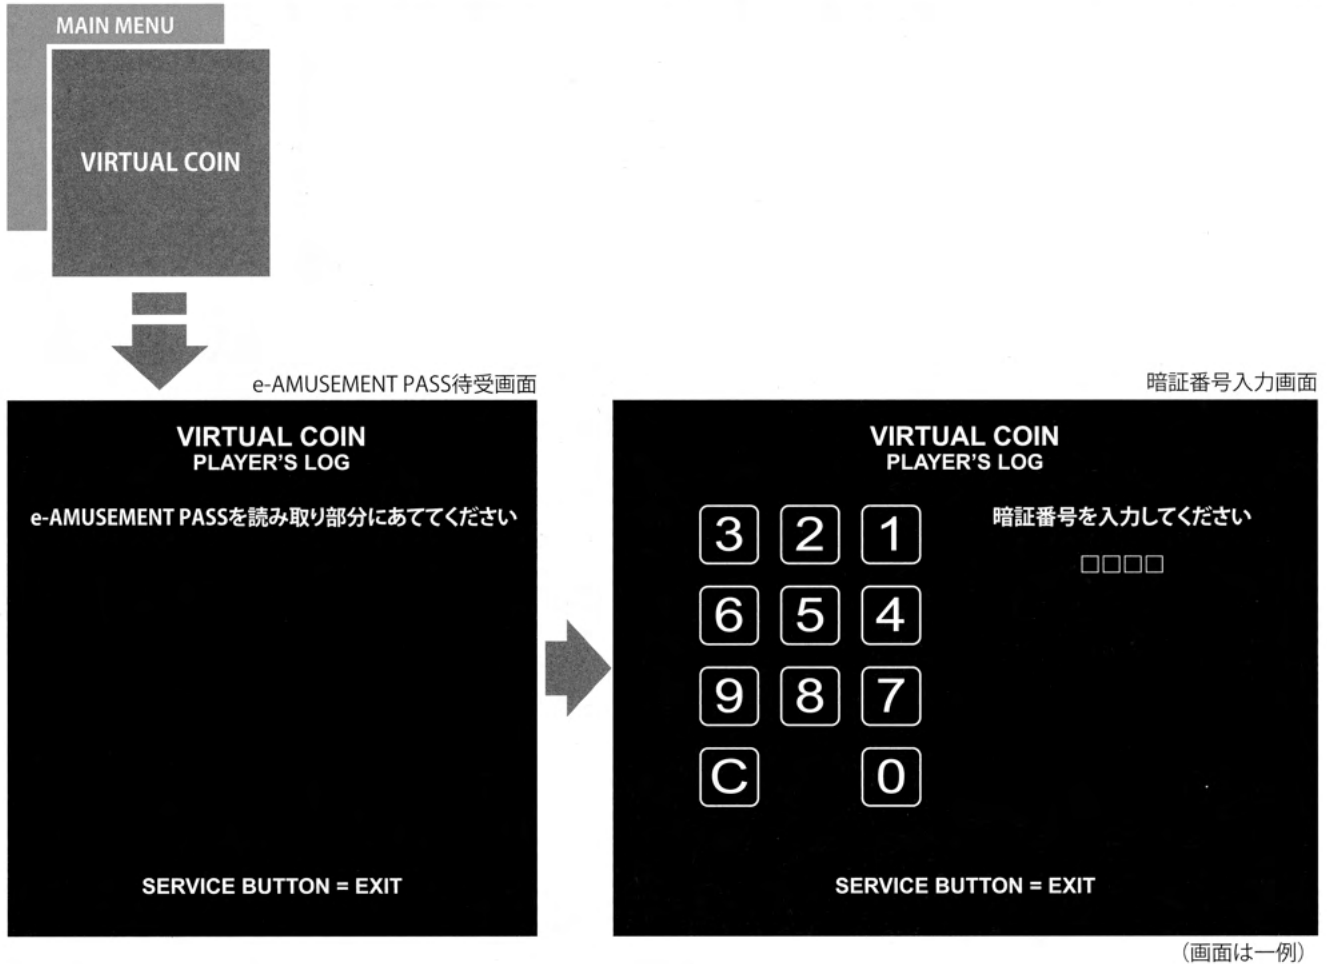 MAIN MENU
VIRTUAL COIN
e-AMUSEMENT PASS待受画面
VIRTUAL COIN
PLAYER'S LOG
e-AMUSEMENT PASSを読み取り部分にあててください
SERVICE BUTTON = EXIT
暗証番号入力画面
VIRTUAL COIN
PLAYER'S LOG
3 2 1
6 5 4
9 8 7
C 0
暗証番号を入力してください
□□□□
SERVICE BUTTON = EXIT
（画面は一例）